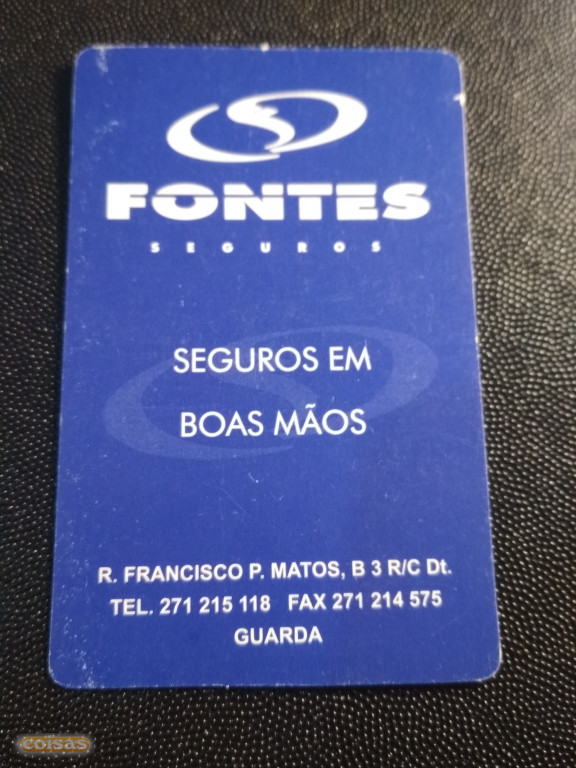 FONTES
SEGUROS
SEGUROS EM
BOAS MÃOS
R. FRANCISCO P. MATOS, B 3 R/C Dt.
TEL. 271 215 118 FAX 271 214 575
GUARDA
coisas